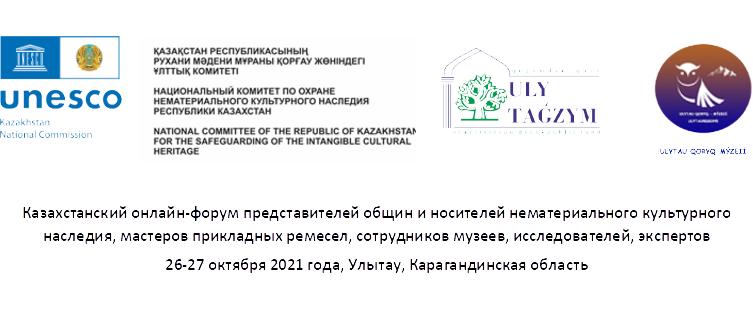 unesco
Kazakhstan
National Commission
ҚАЗАҚСТАН РЕСПУБЛИКАСЫНЫҢ
РУХАНИ МӘДЕНИ МҰРАНЫ ҚОРҒАУ ЖӨНІНДЕГІ
ҰЛТТЫҚ КОМИТЕТІ
НАЦИОНАЛЬНЫЙ КОМИТЕТ ПО ОХРАНЕ
НЕМАТЕРИАЛЬНОГО КУЛЬТУРНОГО НАСЛЕДИЯ
РЕСПУБЛИКИ КАЗАХСТАН
NATIONAL COMMITTEE OF THE REPUBLIC OF KAZAKHSTAN
FOR THE SAFEGUARDING OF THE INTANGIBLE CULTURAL
HERITAGE
ULY
TAǴZYM
ULYTAU QORYQ MÝZEII
Казахстанский онлайн-форум представителей общин и носителей нематериального культурного
наследия, мастеров прикладных ремесел, сотрудников музеев, исследователей, экспертов
26-27 октября 2021 года, Улытау, Карагандинская область